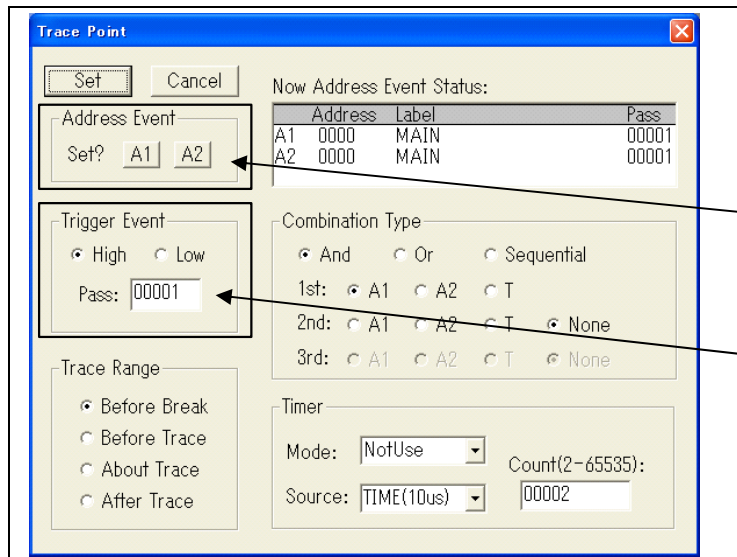 Trace Point
Set Cancel
Address Event
Set? A1 A2
Now Address Event Status:
Address Label Pass
A1 0000 MAIN 00001
A2 0000 MAIN 00001
Trigger Event
High Low
Pass: 00001
Combination Type
And Or Sequential
1st: A1 A2 T
2nd: A1 A2 T None
3rd: A1 A2 T None
Trace Range
Before Break
Before Trace
About Trace
After Trace
Timer
Mode: NotUse
Count(2-65535):
Source: TIME(10us) 00002